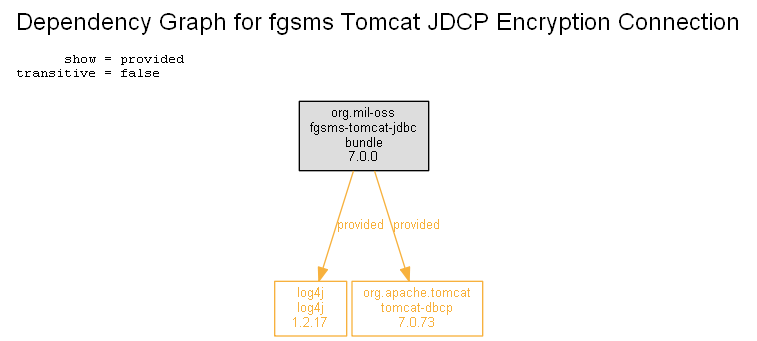 Dependency Graph for fgsms Tomcat JDCP Encryption Connection
show = provided
transitive = false
org.mil-oss
fgsms-tomcat-jdbc
bundle
7.0.0
provided provided
log4j
log4j
1.2.17
org.apache.tomcat
tomcat-dbcp
7.0.73